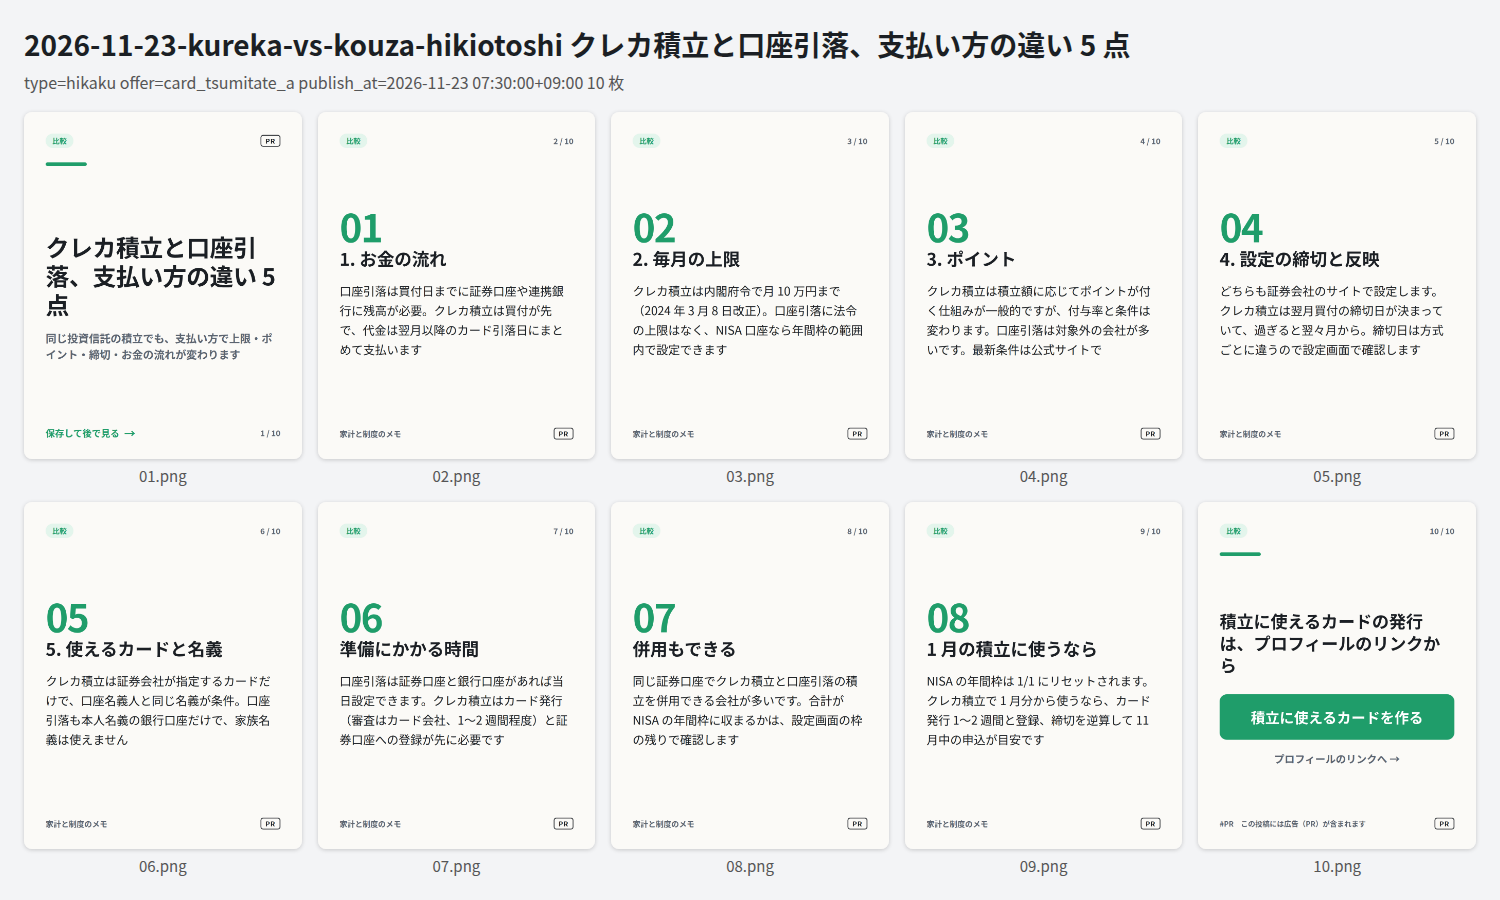 2026-11-23-kureka-vs-kouza-hikiotoshi クレカ積立と口座引落、支払い方の違い 5 点
type=hikaku offer=card_tsumitate_a publish_at=2026-11-23 07:30:00+09:00 10 枚
比較
PR
クレカ積立と口座引
落、支払い方の違い 5
点
同じ投資信託の積立でも、支払い方で上限・ポ
イント・締切・お金の流れが変わります
保存して後で見る →
1 / 10
01.png
比較
2 / 10
01
1. お金の流れ
口座引落は買付日までに証券口座や連携銀
行に残高が必要。クレカ積立は買付が先
で、代金は翌月以降のカード引落日にまと
めて支払います
家計と制度のメモ
PR
02.png
比較
3 / 10
02
2. 毎月の上限
クレカ積立は内閣府令で月 10 万円まで
（2024 年 3 月 8 日改正）。口座引落に法令
の上限はなく、NISA 口座なら年間枠の範囲
内で設定できます
家計と制度のメモ
PR
03.png
比較
4 / 10
03
3. ポイント
クレカ積立は積立額に応じてポイントが付
く仕組みが一般的ですが、付与率と条件は
変わります。口座引落は対象外の会社が多
いです。最新条件は公式サイトで
家計と制度のメモ
PR
04.png
比較
5 / 10
04
4. 設定の締切と反映
どちらも証券会社のサイトで設定します。
クレカ積立は翌月買付の締切日が決まって
いて、過ぎると翌々月から。締切日は方式
ごとに違うので設定画面で確認します
家計と制度のメモ
PR
05.png
比較
6 / 10
05
5. 使えるカードと名義
クレカ積立は証券会社が指定するカードだ
けで、口座名義人と同じ名義が条件。口座
引落も本人名義の銀行口座だけで、家族名
義は使えません
家計と制度のメモ
PR
06.png
比較
7 / 10
06
準備にかかる時間
口座引落は証券口座と銀行口座があれば当
日設定できます。クレカ積立はカード発行
（審査はカード会社、1〜2 週間程度）と証
券口座への登録が先に必要です
家計と制度のメモ
PR
07.png
比較
8 / 10
07
併用もできる
同じ証券口座でクレカ積立と口座引落の積
立を併用できる会社が多いです。合計が
NISA の年間枠に収まるかは、設定画面の枠
の残りで確認します
家計と制度のメモ
PR
08.png
比較
9 / 10
08
1 月の積立に使うなら
NISA の年間枠は 1/1 にリセットされます。
クレカ積立で 1 月分から使うなら、カード
発行 1〜2 週間と登録、締切を逆算して 11
月中の申込が目安です
家計と制度のメモ
PR
09.png
比較
10 / 10
積立に使えるカードの発行
は、プロフィールのリンクか
ら
積立に使えるカードを作る
プロフィールのリンクへ →
#PR この投稿には広告（PR）が含まれます
PR
10.png